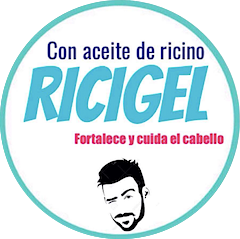 Con aceite de ricino
RICIGEL
Fortalece y cuida el cabello